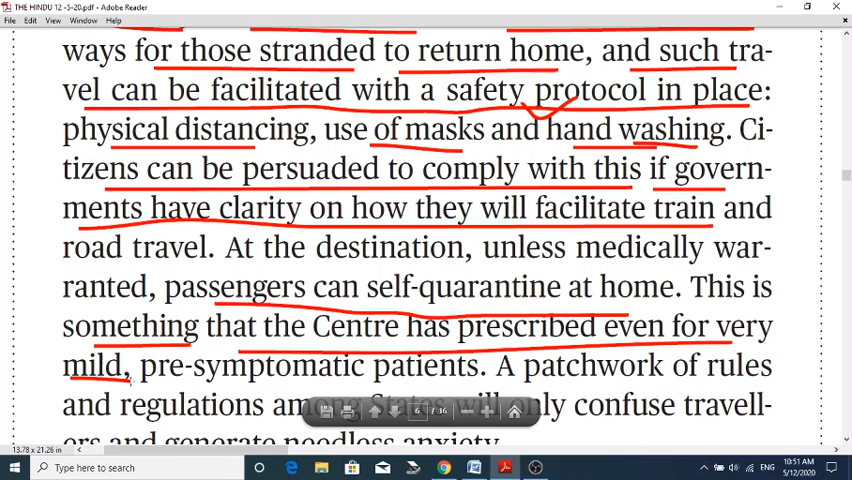 THE HINDU 12 -5-20.pdf - Adobe Reader
File Edit View Window Help
ways for those stranded to return home, and such tra-
vel can be facilitated with a safety protocol in place:
physical distancing, use of masks and hand washing. Ci-
tizens can be persuaded to comply with this if govern-
ments have clarity on how they will facilitate train and
road travel. At the destination, unless medically war-
ranted, passengers can self-quarantine at home. This is
something that the Centre has prescribed even for very
mild, pre-symptomatic patients. A patchwork of rules
and regulations among States will only confuse travell-
ers and generate needless anxiety.
6 / 16
13.78 x 21.26 in
Type here to search
ENG
10:51 AM
5/12/2020